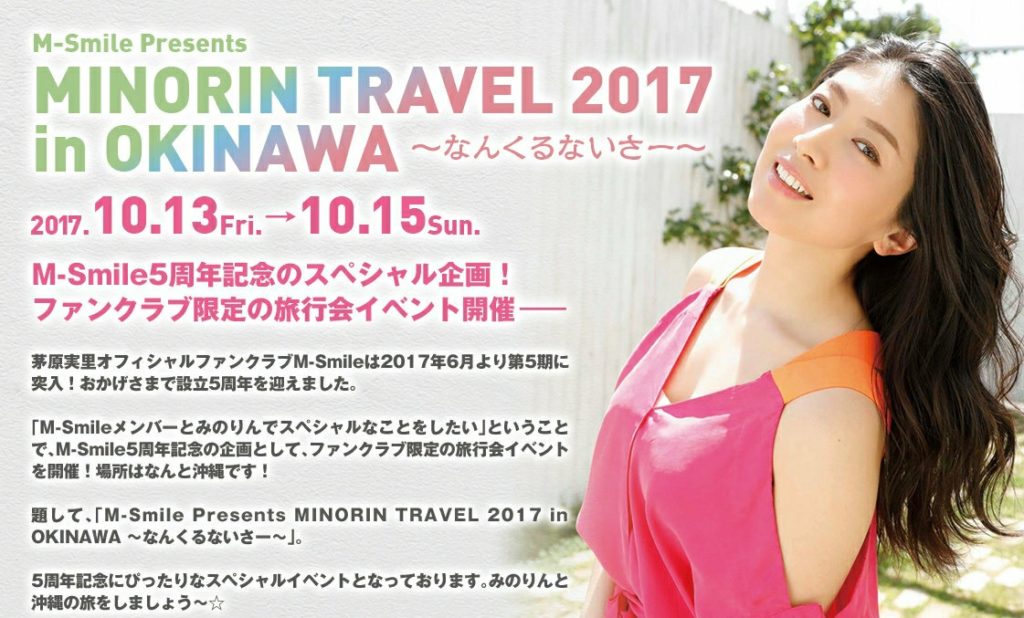 M-Smile Presents
MINORIN TRAVEL 2017
in OKINAWA ～なんくるないさー～
2017.10.13Fri.→10.15Sun.
M-Smile5周年記念のスペシャル企画！
ファンクラブ限定の旅行会イベント開催――
茅原実里オフィシャルファンクラブM-Smileは2017年6月より第5期に
突入！おかげさまで設立5周年を迎えました。
「M-Smileメンバーとみのりんでスペシャルなことをしたい」ということ
で、M-Smile5周年記念の企画として、ファンクラブ限定の旅行会イベント
を開催！場所はなんと沖縄です！
題して、「M-Smile Presents MINORIN TRAVEL 2017 in
OKINAWA ～なんくるないさー～」。
5周年記念にぴったりなスペシャルイベントとなっております。みのりんと
沖縄の旅をしましょう～☆